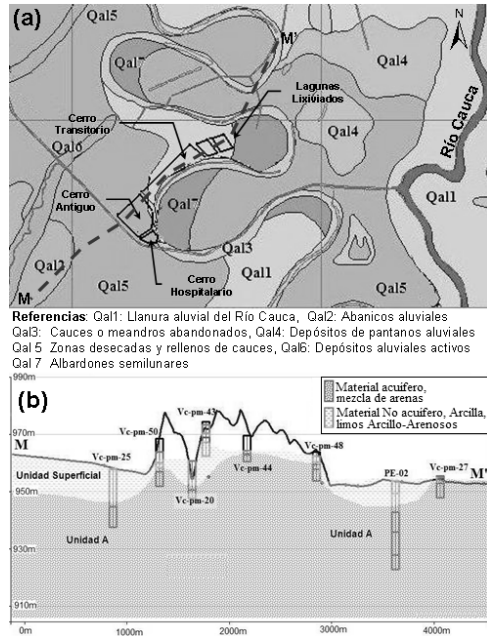 (a)
Qal5
M'
N
Qal7
Qal4
Lagunas
Lixiviados
Cerro
Transitorio
Qal4
Río Cauca
Qal6
Cerro
Antiguo
Qal7
Qal1
Qal3
Qal2
Qal1
M
Qal5
Cerro
Hospitalario
Qal5
Referencias: Qal1: Llanura aluvial del Río Cauca, Qal2: Abanicos aluviales
Qal3: Cauces o meandros abandonados, Qal4: Depósitos de pantanos aluviales
Qal 5 Zonas desecadas y rellenos de cauces, Qal6: Depósitos aluviales activos
Qal 7 Albardones semilunares
990m
(b)
Material acuifero,
mezcla de arenas
Material No acuifero, Arcilla,
limos Arcillo-Arenosos
970m
Vc-pm-43
Vc-pm-50
M
Vc-pm-25
Vc-pm-48
Vc-pm-44
PE-02
Vc-pm-27
M'
Unidad Superficial
Vc-pm-20
950m
Unidad A
Unidad A
930m
910m
0m
1000m
2000m
3000m
4000m